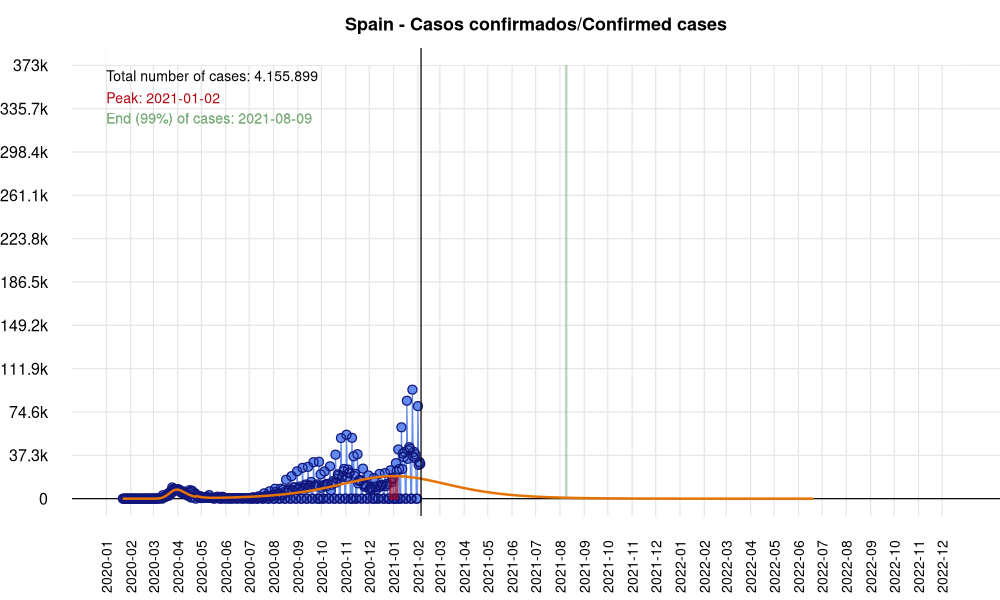 Spain - Casos confirmados/Confirmed cases
Total number of cases: 4.155.899
Peak: 2021-01-02
End (99%) of cases: 2021-08-09
373k
335.7k
298.4k
261.1k
223.8k
186.5k
149.2k
111.9k
74.6k
37.3k
0
2020-01
2020-02
2020-03
2020-04
2020-05
2020-06
2020-07
2020-08
2020-09
2020-10
2020-11
2020-12
2021-01
2021-02
2021-03
2021-04
2021-05
2021-06
2021-07
2021-08
2021-09
2021-10
2021-11
2021-12
2022-01
2022-02
2022-03
2022-04
2022-05
2022-06
2022-07
2022-08
2022-09
2022-10
2022-11
2022-12